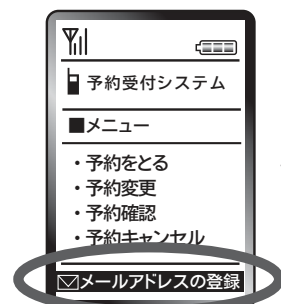 予約受付システム
■メニュー
・予約をとる
・予約変更
・予約確認
・予約キャンセル
メールアドレスの登録